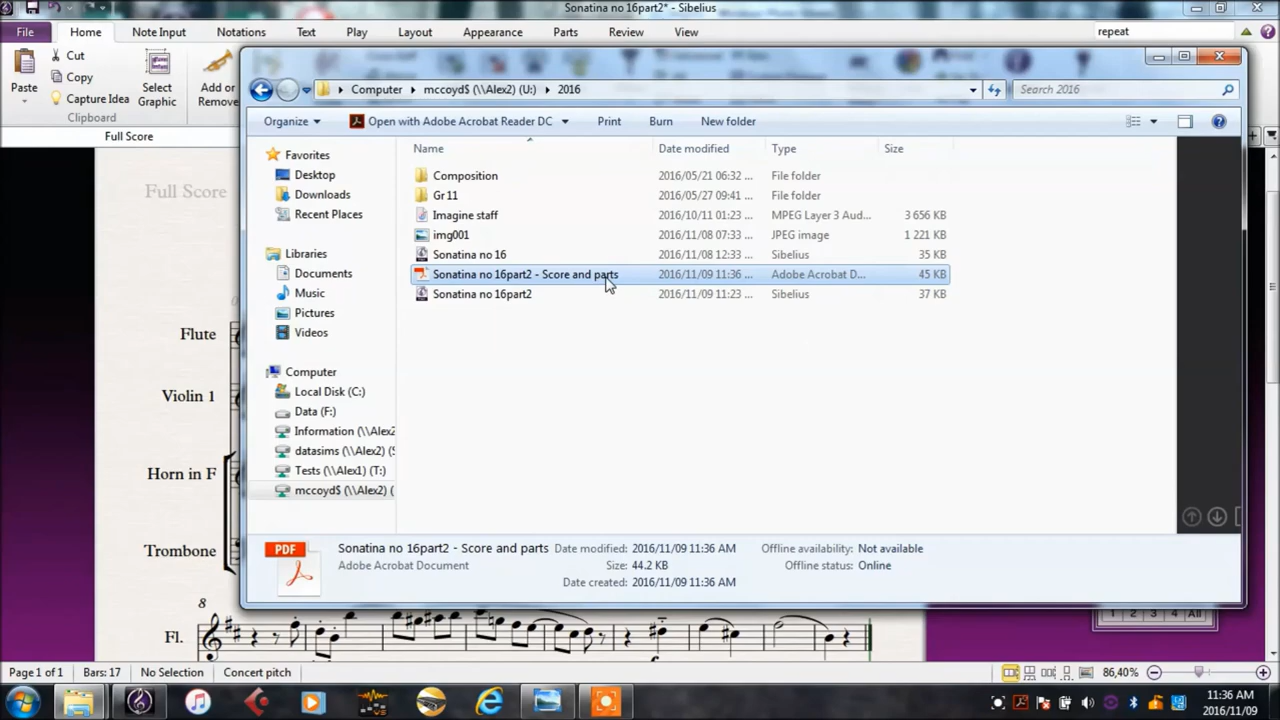 Sonatina no 16part2* - Sibelius
File Home Note Input Notations Text Play Layout Appearance Parts Review View repeat
Paste
Cut
Copy
Capture Idea
Clipboard
Select
Graphic
Add or
Remove
Full Score
Full Score
Flute
Violin 1
Horn in F
Trombone
8
Fl.
Computer mccoyd$ (\\Alex2) (U:) 2016
Search 2016
Organize Open with Adobe Acrobat Reader DC Print Burn New folder
Favorites
Desktop
Downloads
Recent Places
Libraries
Documents
Music
Pictures
Videos
Computer
Local Disk (C:)
Data (F:)
Information (\\Alex2
datasims (\\Alex2) (S
Tests (\\Alex1) (T:)
mccoyd$ (\\Alex2) (
Name Date modified Type Size
Composition 2016/05/21 06:32 ... File folder
Gr 11 2016/05/27 09:41 ... File folder
Imagine staff 2016/10/11 01:23 ... MPEG Layer 3 Aud... 3 656 KB
img001 2016/11/08 07:33 ... JPEG image 1 221 KB
Sonatina no 16 2016/11/08 12:33 ... Sibelius 35 KB
Sonatina no 16part2 - Score and parts 2016/11/09 11:36 ... Adobe Acrobat D... 45 KB
Sonatina no 16part2 2016/11/09 11:23 ... Sibelius 37 KB
PDF
Sonatina no 16part2 - Score and parts Date modified: 2016/11/09 11:36 AM Offline availability: Not available
Adobe Acrobat Document Size: 44.2 KB Offline status: Online
Date created: 2016/11/09 11:36 AM
1 2 3 4 All
Page 1 of 1 Bars: 17 No Selection Concert pitch 86,40%
11:36 AM
2016/11/09